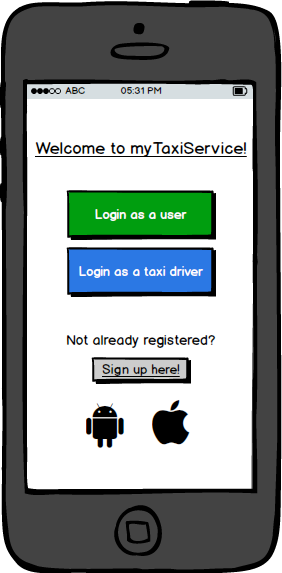 ABC 05:31 PM
Welcome to myTaxiService!
Login as a user
Login as a taxi driver
Not already registered?
Sign up here!